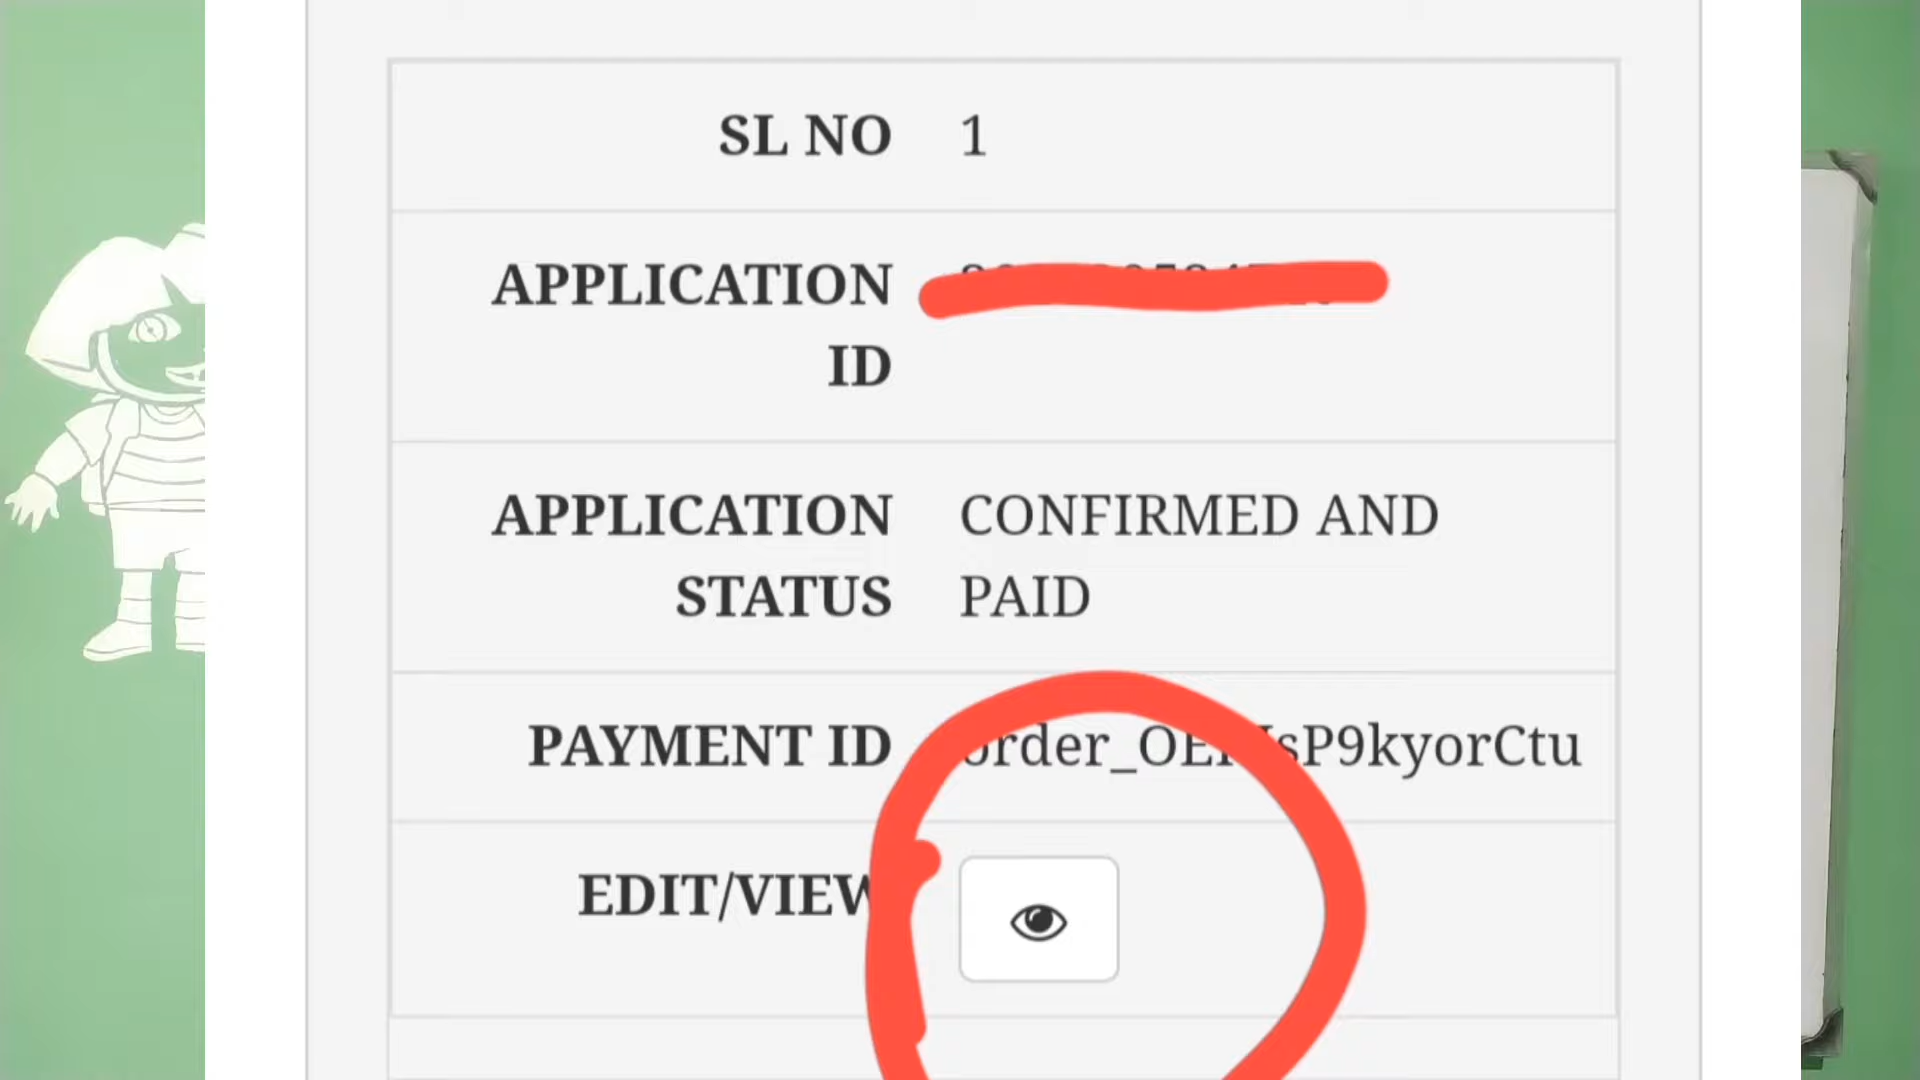 SL NO 1
APPLICATION
ID
APPLICATION CONFIRMED AND
STATUS PAID
PAYMENT ID
EDIT/VIEW